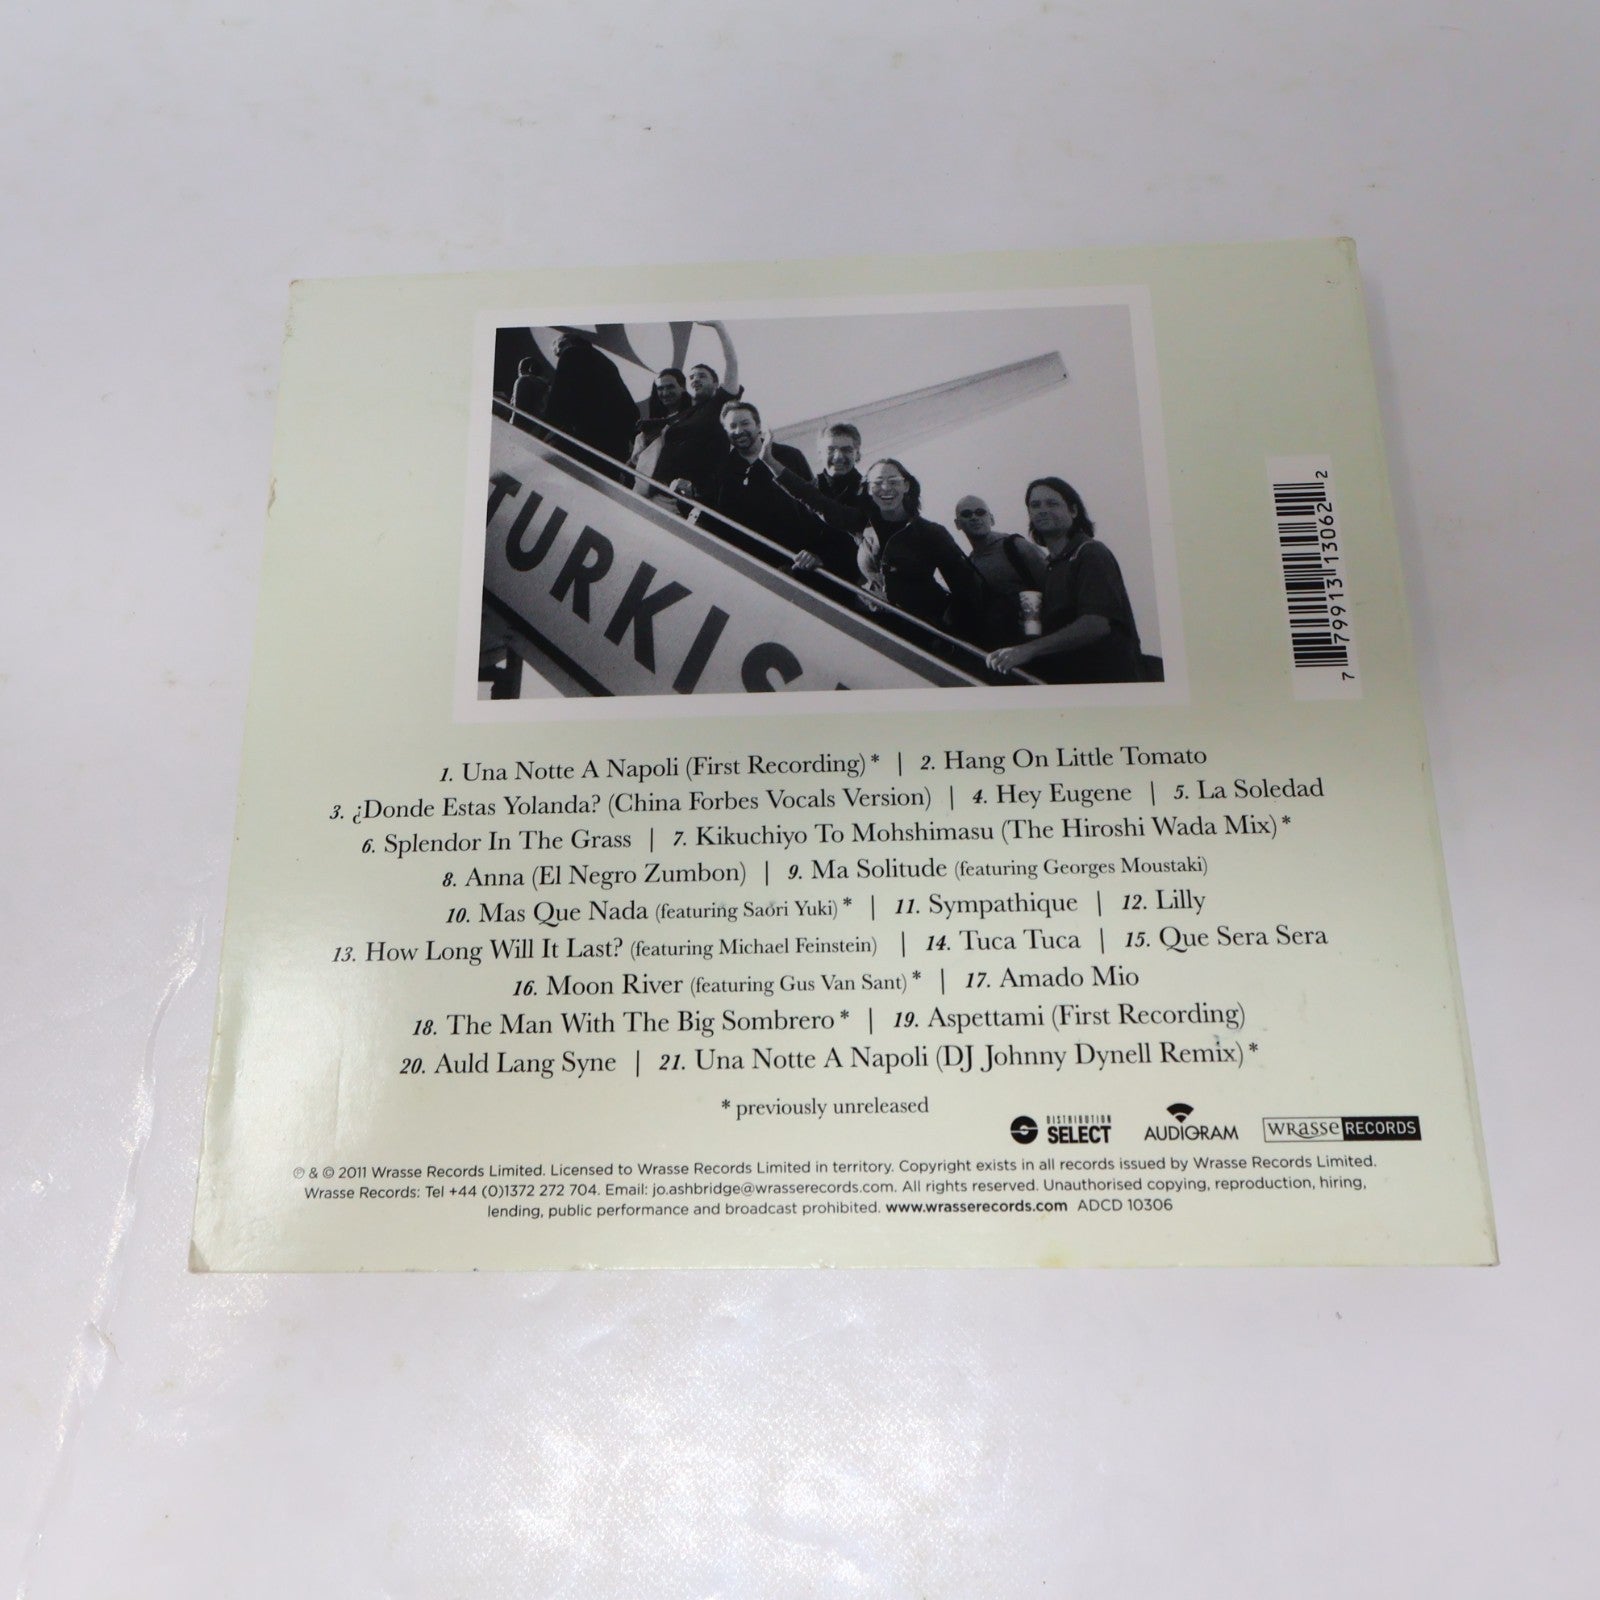 TURKIS
A
7 79913 13062 2
1. Una Notte A Napoli (First Recording)* | 2. Hang On Little Tomato
3. ¿Donde Estas Yolanda? (China Forbes Vocals Version) | 4. Hey Eugene | 5. La Soledad
6. Splendor In The Grass | 7. Kikuchiyo To Mohshimasu (The Hiroshi Wada Mix)*
8. Anna (El Negro Zumbon) | 9. Ma Solitude (featuring Georges Moustaki)
10. Mas Que Nada (featuring Saori Yuki)* | 11. Sympathique | 12. Lilly
13. How Long Will It Last? (featuring Michael Feinstein) | 14. Tuca Tuca | 15. Que Sera Sera
16. Moon River (featuring Gus Van Sant)* | 17. Amado Mio
18. The Man With The Big Sombrero* | 19. Aspettami (First Recording)
20. Auld Lang Syne | 21. Una Notte A Napoli (DJ Johnny Dynell Remix)*
* previously unreleased
DISTRIBUTION
SELECT
AUDIOGRAM
wrasse RECORDS
℗ & © 2011 Wrasse Records Limited. Licensed to Wrasse Records Limited in territory. Copyright exists in all records issued by Wrasse Records Limited.
Wrasse Records: Tel +44 (0)1372 272 704. Email: jo.ashbridge@wrasserecords.com. All rights reserved. Unauthorised copying, reproduction, hiring,
lending, public performance and broadcast prohibited. www.wrasserecords.com ADCD 10306